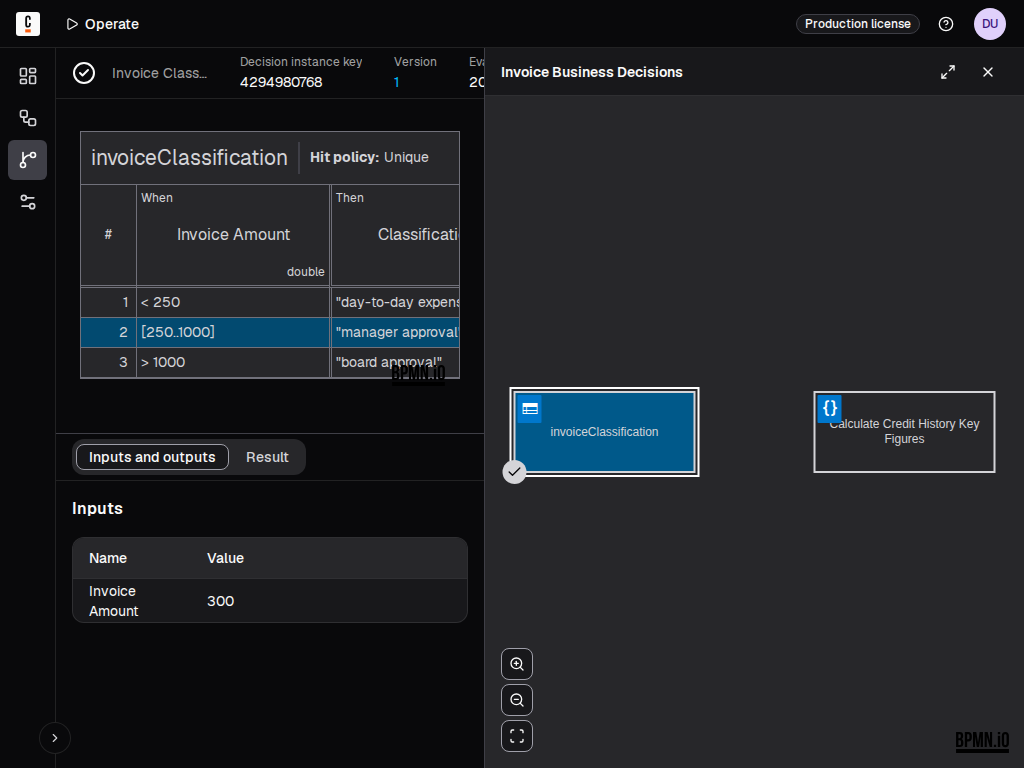 C
Operate
Production license
DU
Invoice Class...
Decision instance key
4294980768
Version
1
Eva
20
Invoice Business Decisions
invoiceClassification
Hit policy: Unique
When
Then
#
Invoice Amount
Classificati
double
1
< 250
"day-to-day expens
2
[250..1000]
"manager approval"
3
> 1000
"board approval"
BPMN.iO
Inputs and outputs
Result
Inputs
Name
Value
Invoice
Amount
300
invoiceClassification
{}
Calculate Credit History Key
Figures
BPMN.iO